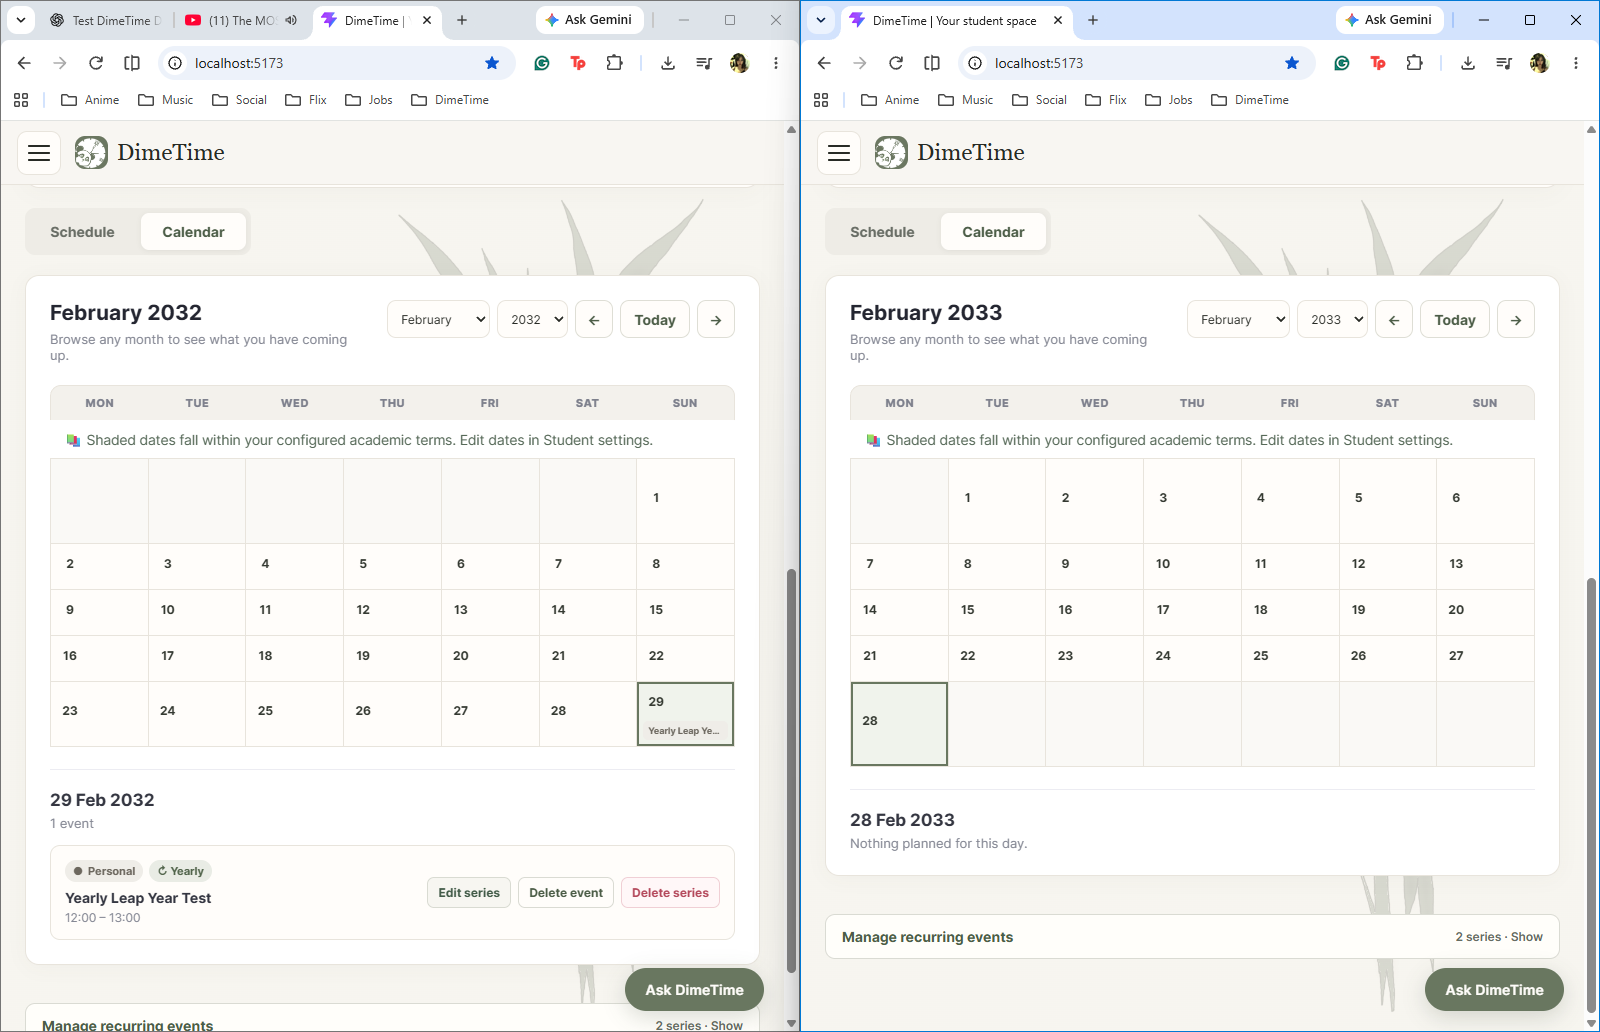 Test DimeTime D
(11) The MO
DimeTime |
Ask Gemini
localhost:5173
Anime
Music
Social
Flix
Jobs
DimeTime
DimeTime
Schedule
Calendar
February 2032
Browse any month to see what you have coming
up.
February
2032
←
Today
→
MON TUE WED THU FRI SAT SUN
Shaded dates fall within your configured academic terms. Edit dates in Student settings.
1
2 3 4 5 6 7 8
9 10 11 12 13 14 15
16 17 18 19 20 21 22
23 24 25 26 27 28 29
Yearly Leap Ye...
29 Feb 2032
1 event
Personal
Yearly
Yearly Leap Year Test
12:00 – 13:00
Edit series
Delete event
Delete series
Ask DimeTime
Manage recurring events
2 series · Show
DimeTime | Your student space
Ask Gemini
localhost:5173
Tp
Anime
Music
Social
Flix
Jobs
DimeTime
DimeTime
Schedule
Calendar
February 2033
Browse any month to see what you have coming
up.
February
2033
←
Today
→
MON TUE WED THU FRI SAT SUN
Shaded dates fall within your configured academic terms. Edit dates in Student settings.
1 2 3 4 5 6
7 8 9 10 11 12 13
14 15 16 17 18 19 20
21 22 23 24 25 26 27
28
28 Feb 2033
Nothing planned for this day.
Manage recurring events
2 series · Show
Ask DimeTime